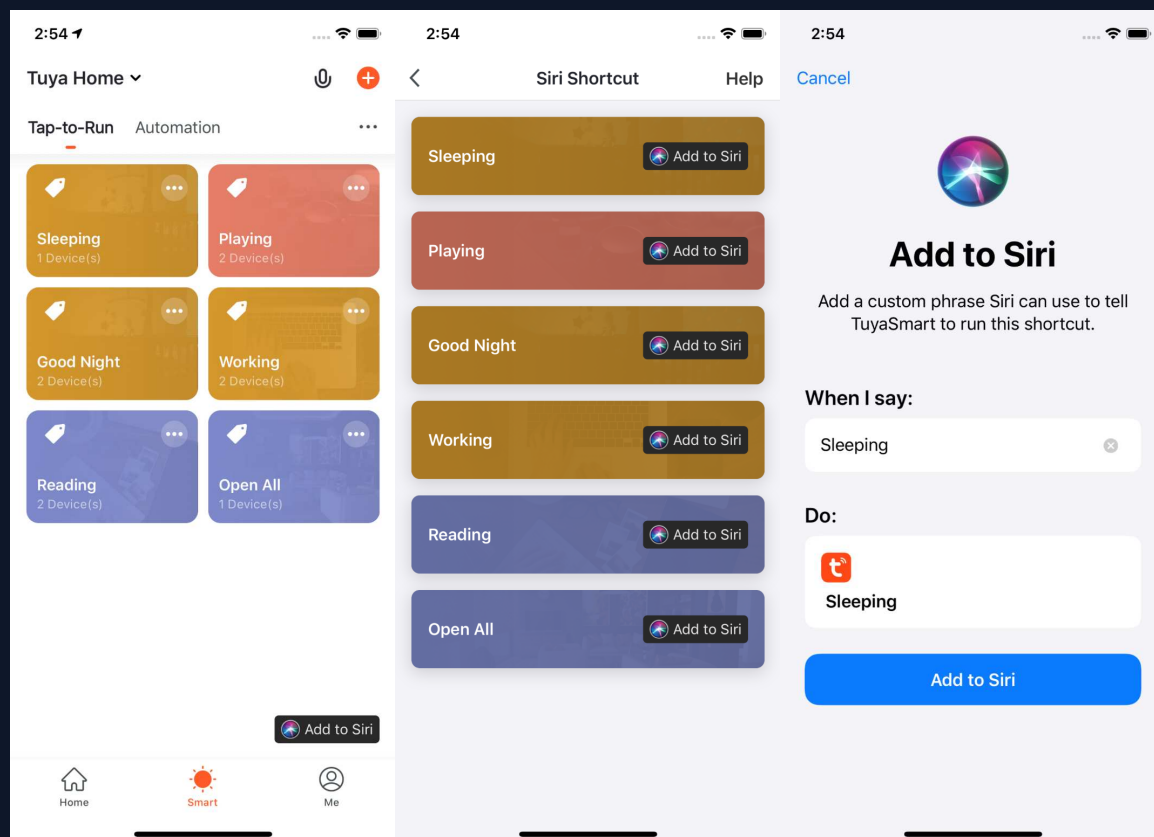 2:54
Tuya Home
Tap-to-Run Automation
Sleeping
1 Device(s)
Playing
2 Device(s)
Good Night
2 Device(s)
Working
2 Device(s)
Reading
2 Device(s)
Open All
1 Device(s)
Add to Siri
Home
Smart
Me
2:54
Siri Shortcut
Help
Sleeping
Add to Siri
Playing
Add to Siri
Good Night
Add to Siri
Working
Add to Siri
Reading
Add to Siri
Open All
Add to Siri
2:54
Cancel
Add to Siri
Add a custom phrase Siri can use to tell
TuyaSmart to run this shortcut.
When I say:
Sleeping
Do:
Sleeping
Add to Siri